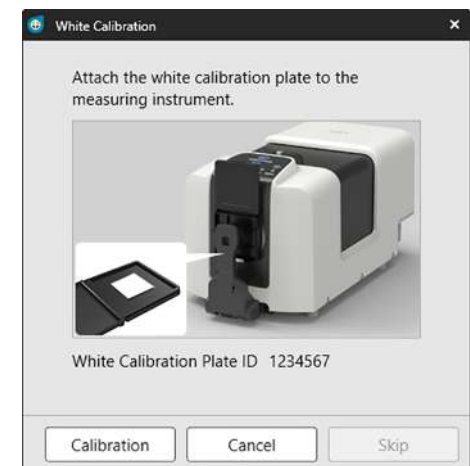 White Calibration
Attach the white calibration plate to the
measuring instrument.
White Calibration Plate ID 1234567
Calibration
Cancel
Skip